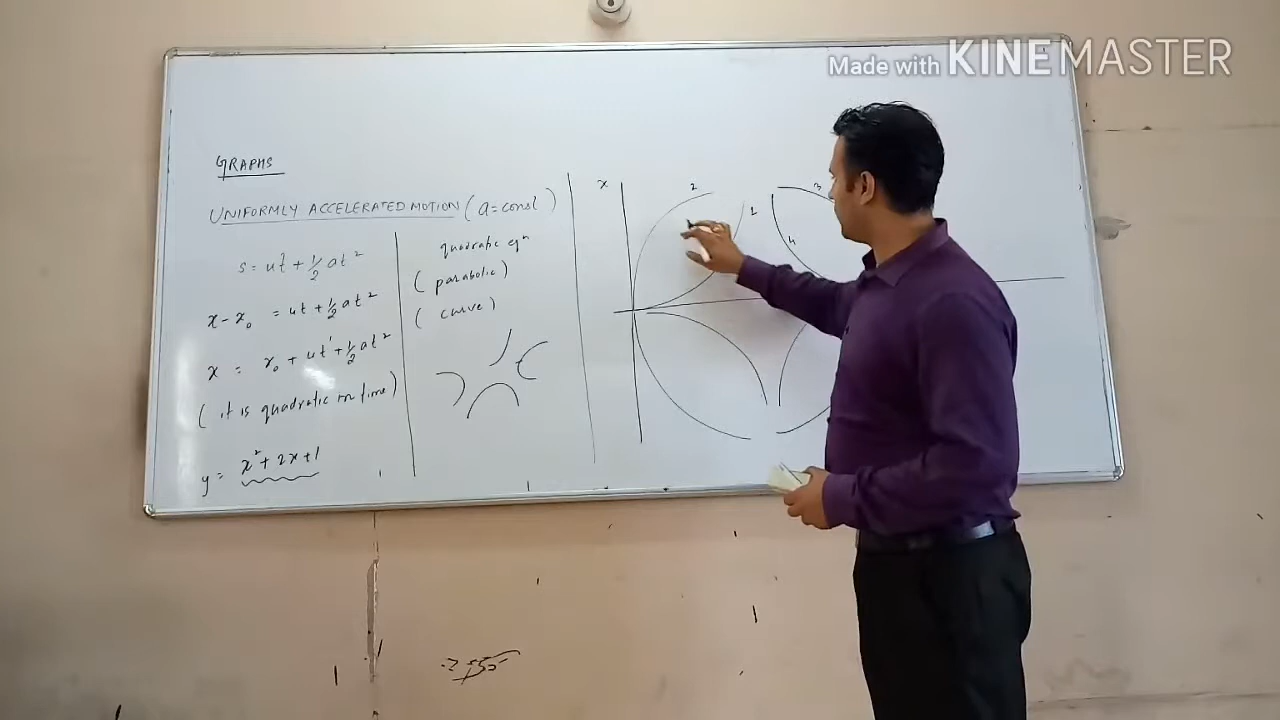 Made with KINEMASTER
GRAPHS
UNIFORMLY ACCELERATED MOTION (a = const)
s = ut + 1/2 at²
x - x₀ = ut + 1/2 at²
x = x₀ + ut + 1/2 at²
( it is quadratic in time)
y = x² + 2x + 1
quadratic eqn
( parabolic )
( curve )
x
2
1
3
4